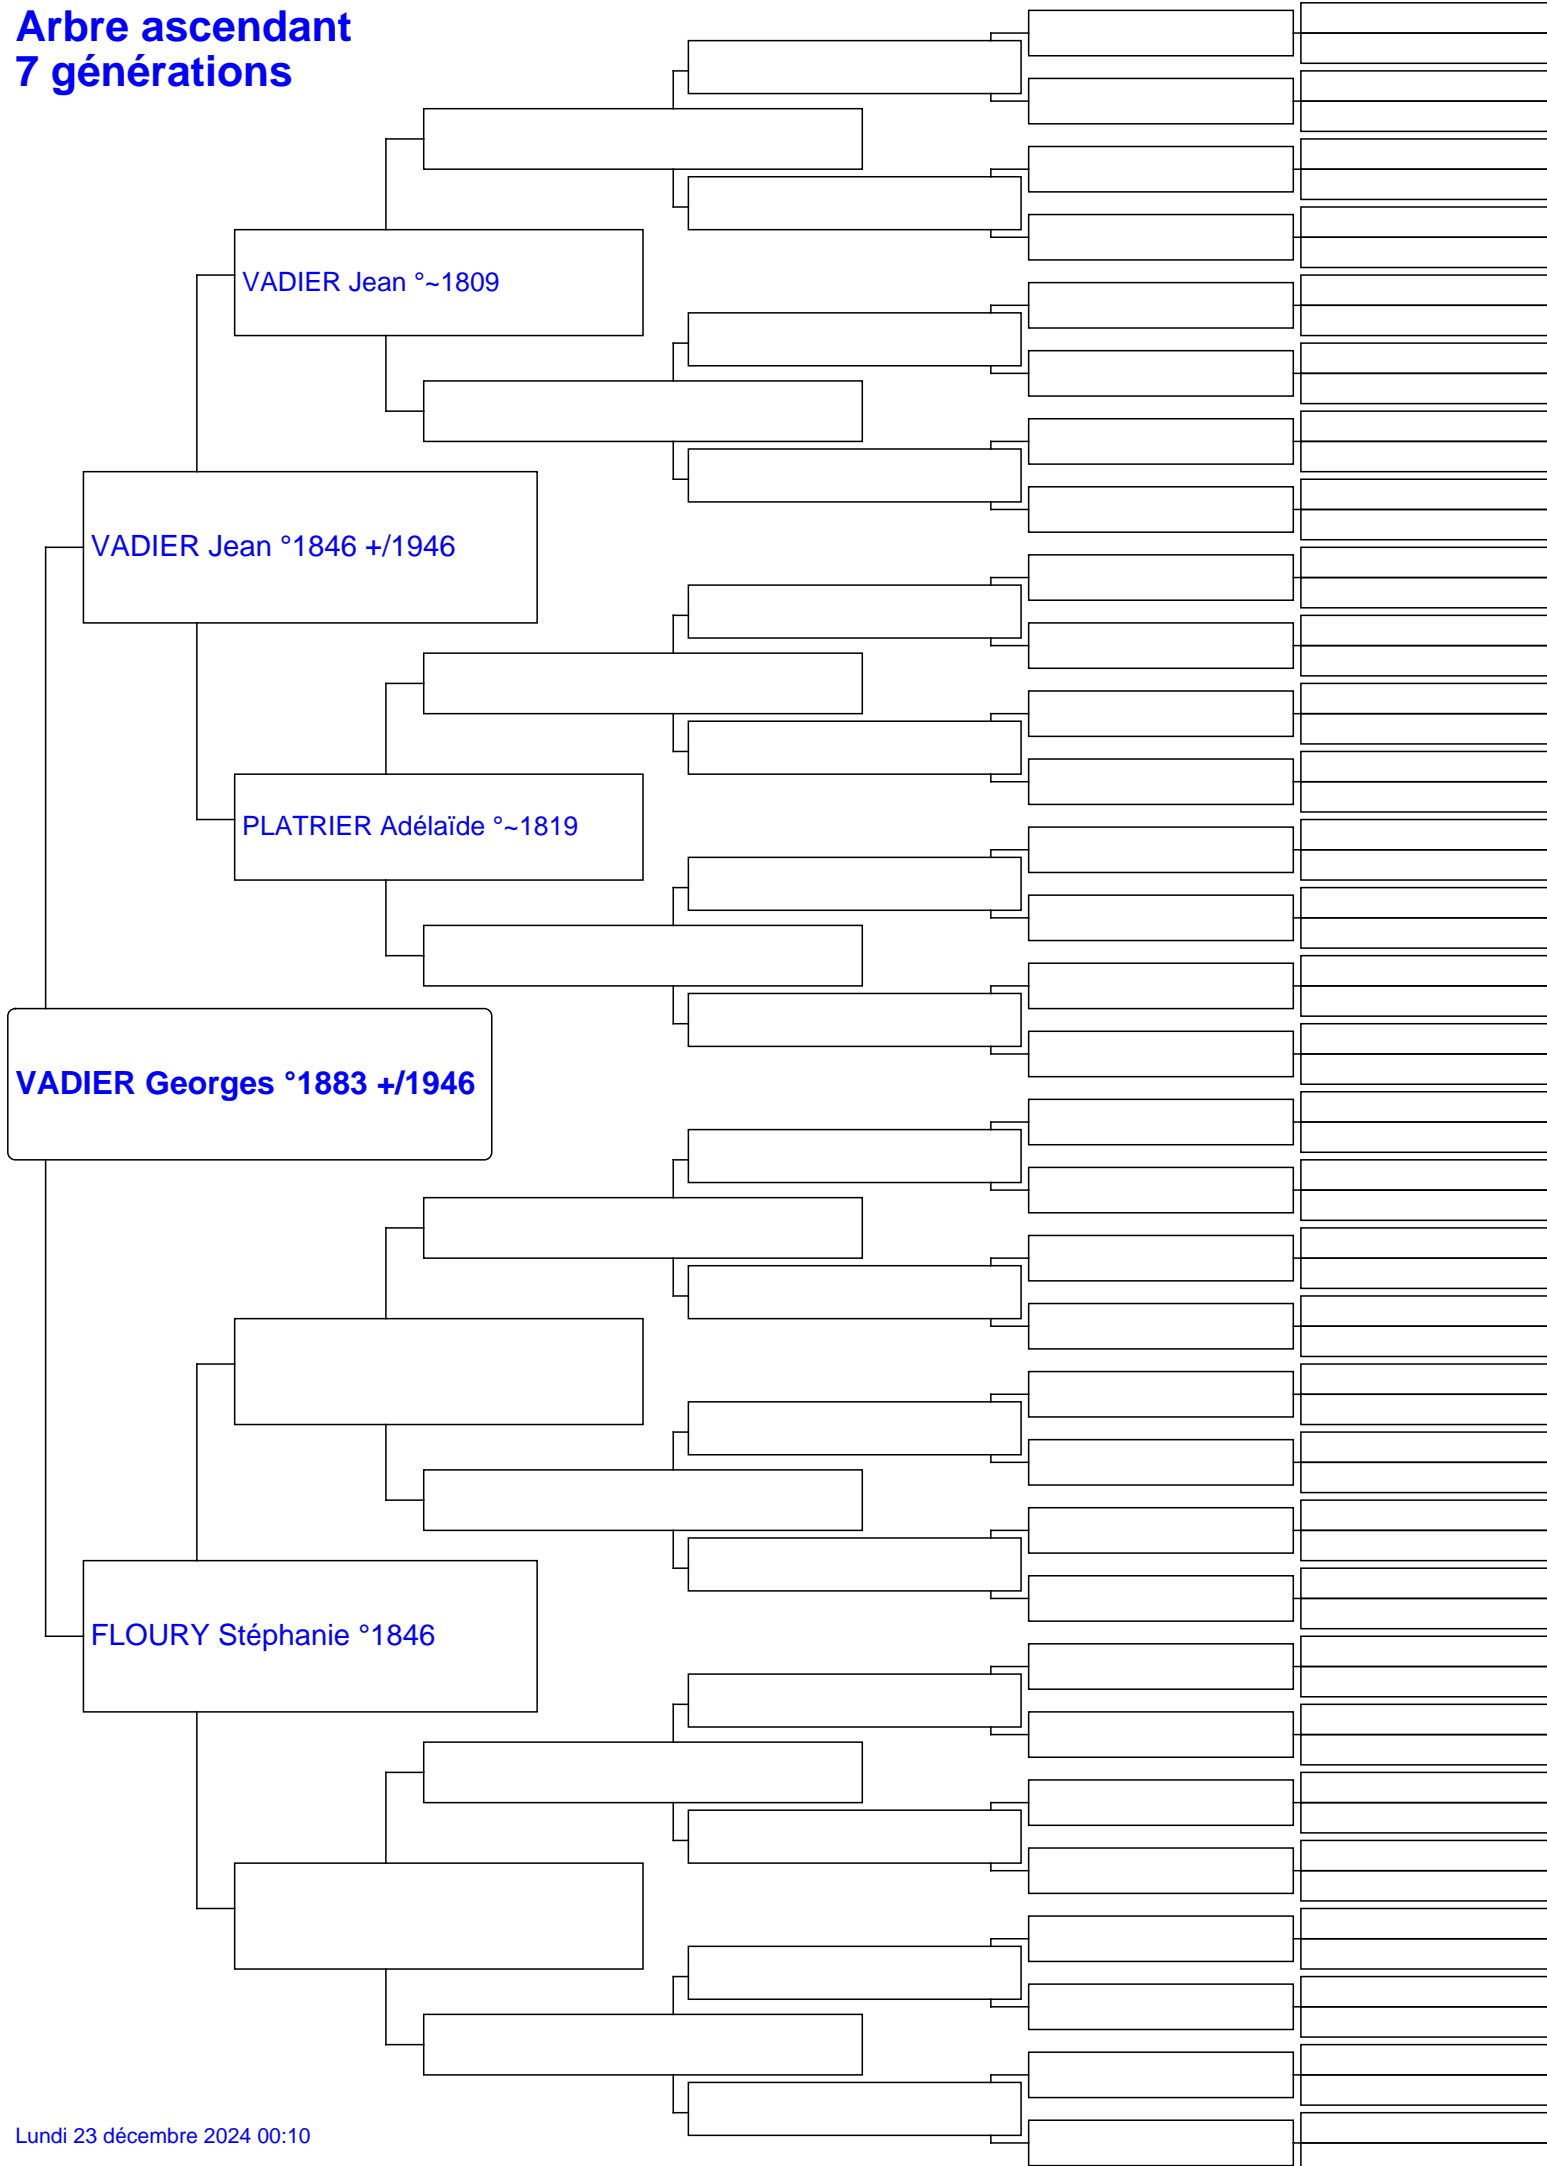 Arbre ascendant
7 générations
VADIER Jean °~1809
VADIER Jean °1846 +/1946
PLATRIER Adélaïde °~1819
VADIER Georges °1883 +/1946
FLOURY Stéphanie °1846
Lundi 23 décembre 2024 00:10